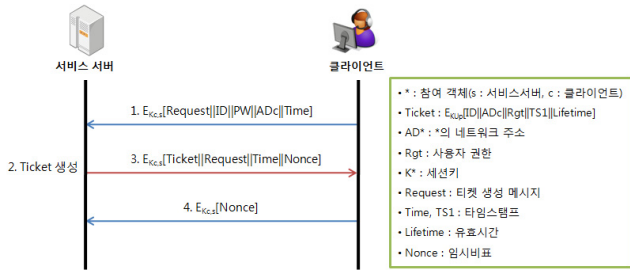 서비스 서버
클라이언트
1. EKc,s[Request||ID||PW||ADc||Time]
2. Ticket 생성
3. EKc,s[Ticket||Request||Time||Nonce]
4. EKc,s[Nonce]
• * : 참여 객체(s : 서비스서버, c : 클라이언트)
• Ticket : EKUp[ID||ADc||Rgt||TS1||Lifetime]
• AD* : *의 네트워크 주소
• Rgt : 사용자 권한
• K* : 세션키
• Request : 티켓 생성 메시지
• Time, TS1 : 타임스탬프
• Lifetime : 유효시간
• Nonce : 임시비표